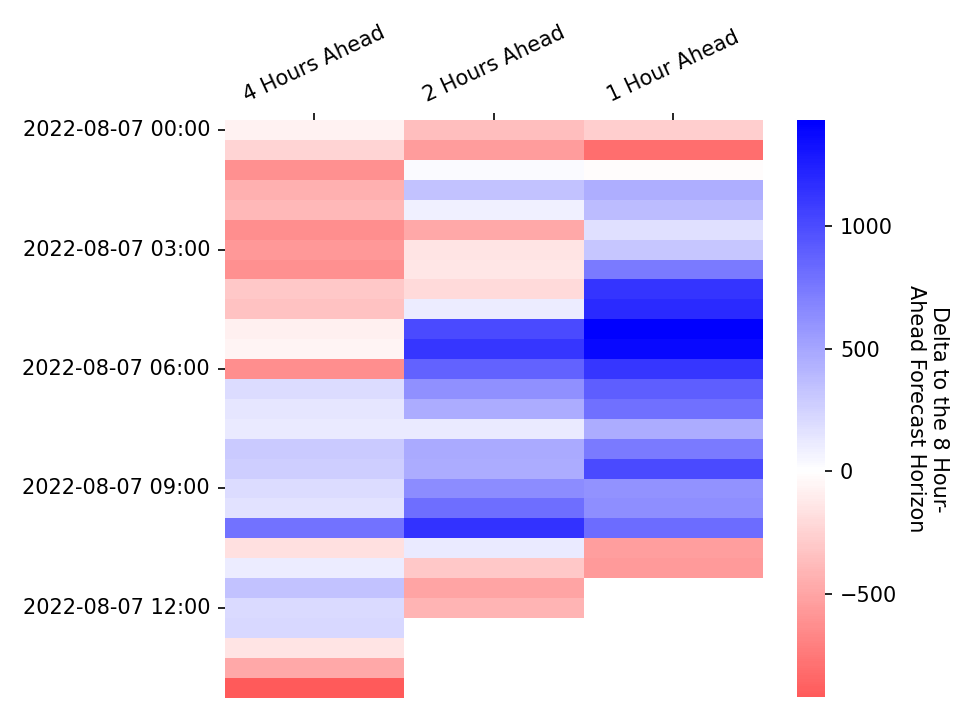 4 Hours Ahead
2 Hours Ahead
1 Hour Ahead
2022-08-07 00:00
2022-08-07 03:00
2022-08-07 06:00
2022-08-07 09:00
2022-08-07 12:00
1000
500
0
−500
Delta to the 8 Hour-
Ahead Forecast Horizon